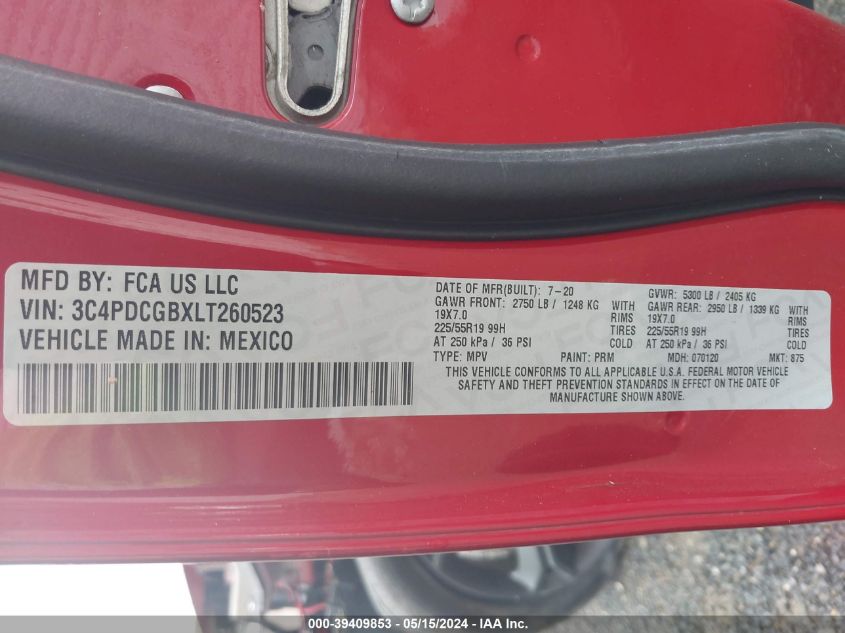 MFD BY: FCA US LLC
VIN: 3C4PDCGBXLT260523
VEHICLE MADE IN: MEXICO
DATE OF MFR(BUILT): 7-20 GVWR: 5300 LB / 2405 KG
GAWR FRONT: 2750 LB / 1248 KG WITH GAWR REAR: 2950 LB / 1339 KG WITH
19X7.0 RIMS 19X7.0 RIMS
225/55R19 99H TIRES 225/55R19 99H TIRES
AT 250 kPa / 36 PSI COLD AT 250 kPa / 36 PSI COLD
TYPE: MPV PAINT: PRM MDH: 070120 MKT: 875
THIS VEHICLE CONFORMS TO ALL APPLICABLE U.S.A. FEDERAL MOTOR VEHICLE
SAFETY AND THEFT PREVENTION STANDARDS IN EFFECT ON THE DATE OF
MANUFACTURE SHOWN ABOVE.
000-39409853 - 05/15/2024 - IAA Inc.